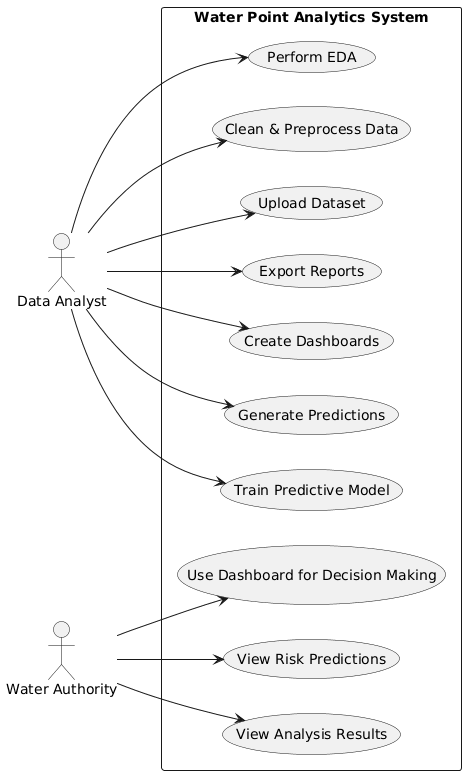 Water Point Analytics System
Perform EDA
Clean & Preprocess Data
Upload Dataset
Export Reports
Data Analyst
Create Dashboards
Generate Predictions
Train Predictive Model
Use Dashboard for Decision Making
View Risk Predictions
Water Authority
View Analysis Results